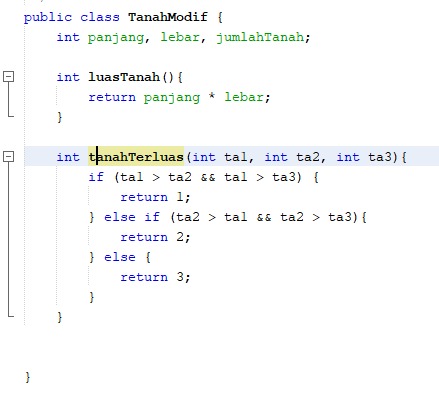 public class TanahModif {
    int panjang, lebar, jumlahTanah;
    int luasTanah(){
        return panjang * lebar;
    }
    int tanahTerluas(int ta1, int ta2, int ta3){
        if (ta1 > ta2 && ta1 > ta3) {
            return 1;
        } else if (ta2 > ta1 && ta2 > ta3){
            return 2;
        } else {
            return 3;
        }
    }
}